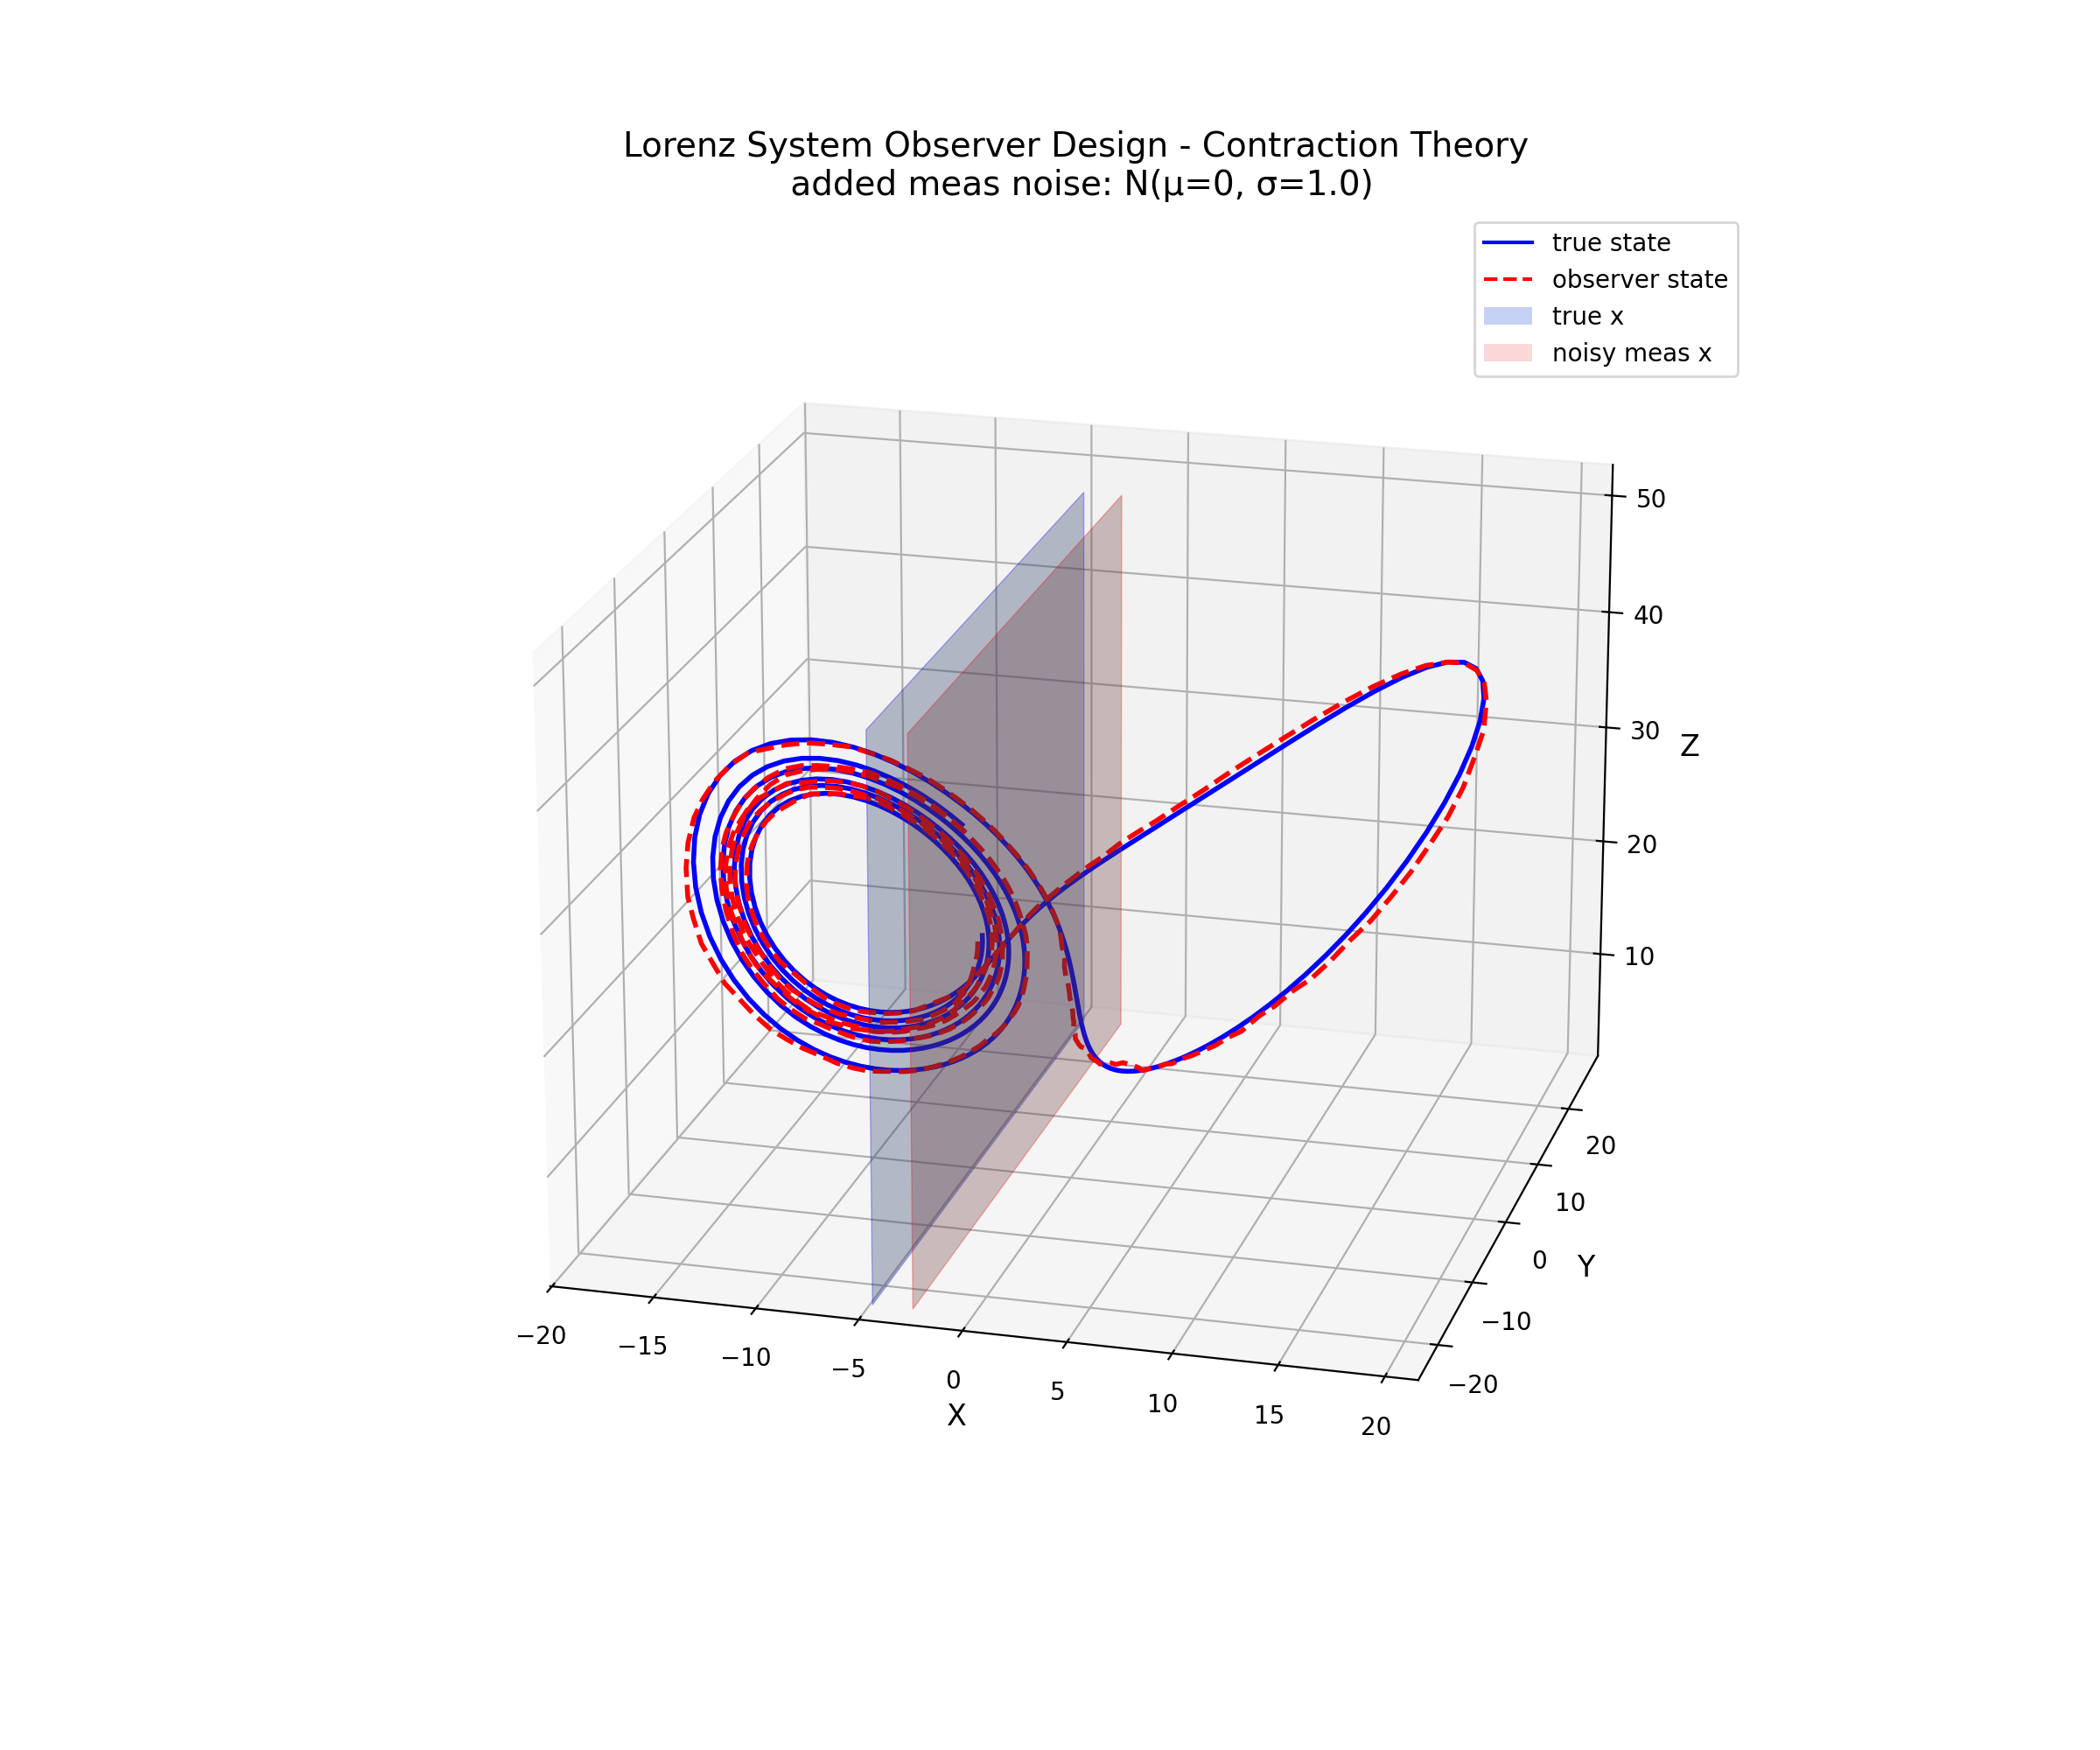 Lorenz System Observer Design - Contraction Theory
added meas noise: N(μ=0, σ=1.0)
true state
observer state
true x
noisy meas x
50
40
30
Z
20
10
20
10
0
Y
−10
−20
−20
−15
−10
−5
0
5
10
15
20
X